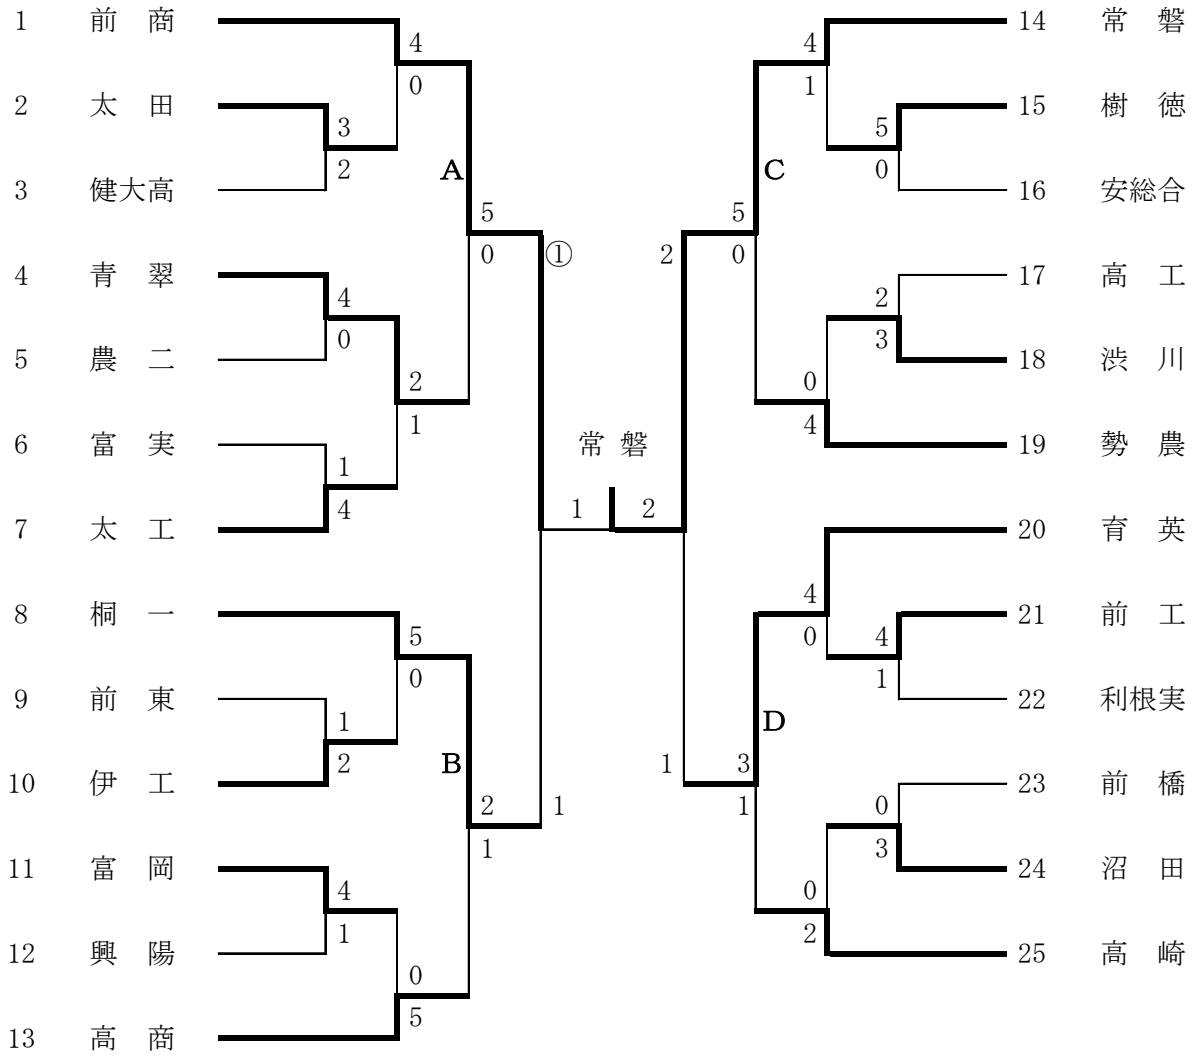 1 前 商 4 4 14 常 磐
0 1
2 太 田 3 5 15 樹 徳
2 A C 0
3 健大高 16 安総合
5 5
0 ① 2 0
4 青 翠 4 2 17 高 工
0 3
5 農 二 2 0 18 渋 川
1 4
6 富 実 常 磐 19 勢 農
1
4 1 2
7 太 工 20 育 英
4
8 桐 一 5 0 4 21 前 工
0 1
9 前 東 1 D 22 利根実
2 B 1 3
10 伊 工 2 1 1 0 23 前 橋
1 3
11 富 岡 4 0 24 沼 田
1 2
12 興 陽 0 25 高 崎
5
13 高 商